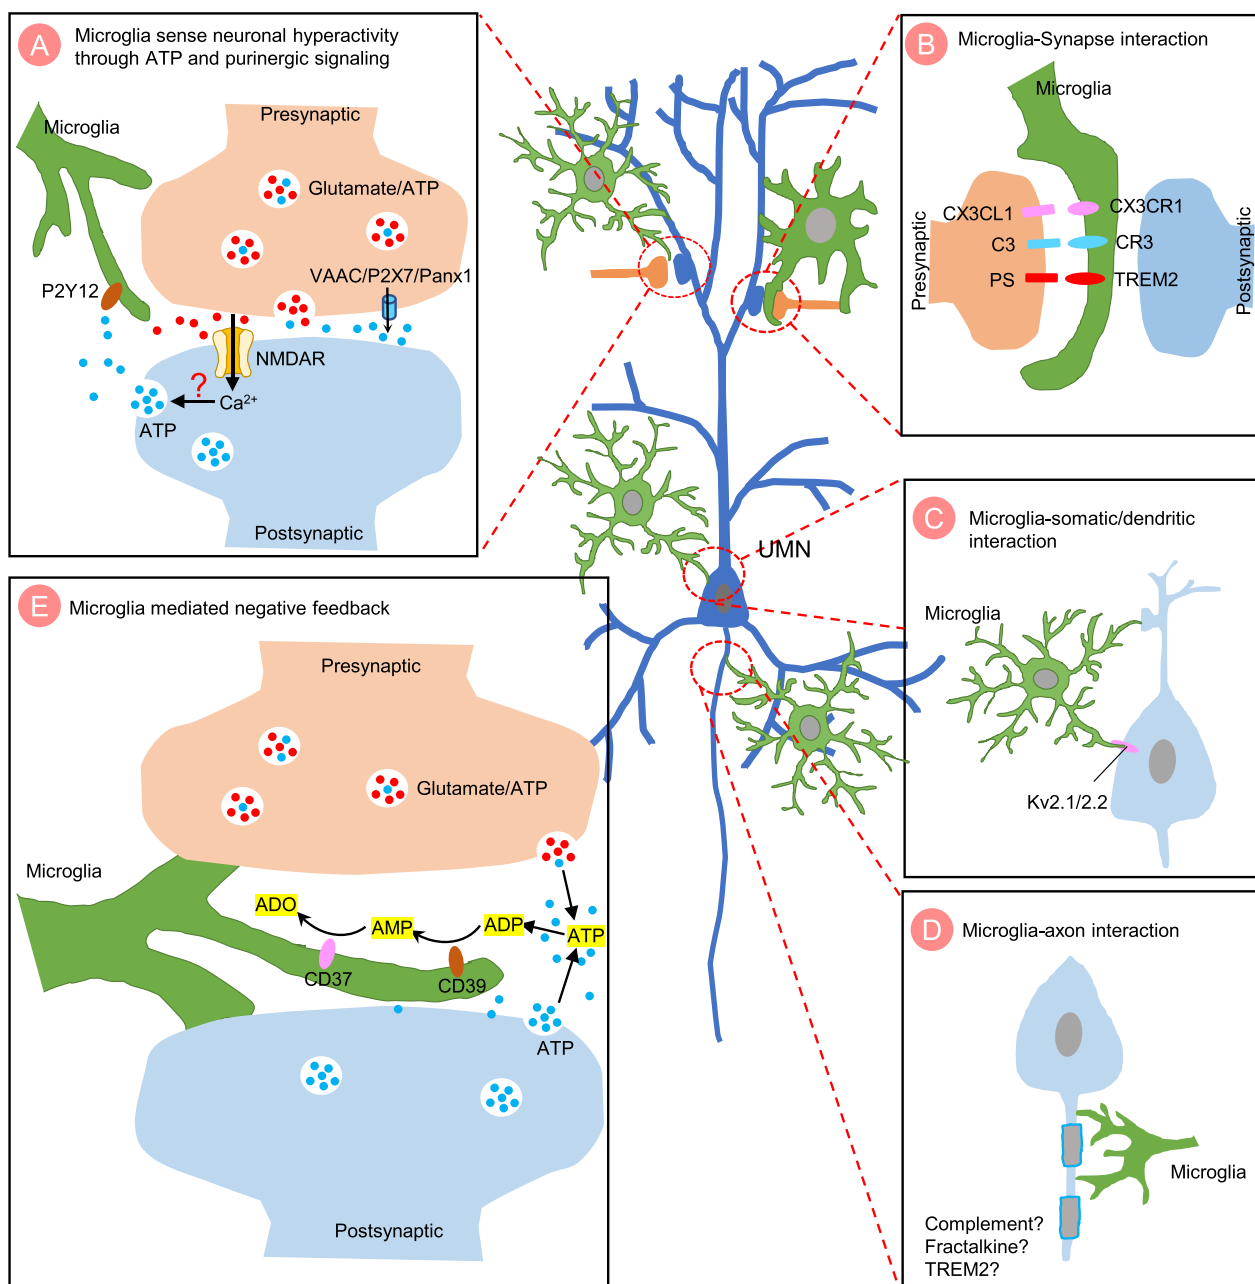 A
Microglia sense neuronal hyperactivity
through ATP and purinergic signaling
Microglia
Presynaptic
Glutamate/ATP
VAAC/P2X7/Panx1
P2Y12
NMDAR
?
Ca²⁺
ATP
Postsynaptic
B
Microglia-Synapse interaction
Microglia
Presynaptic
CX3CL1
CX3CR1
C3
CR3
PS
TREM2
Postsynaptic
UMN
C
Microglia-somatic/dendritic
interaction
Microglia
Kv2.1/2.2
D
Microglia-axon interaction
Microglia
Complement?
Fractalkine?
TREM2?
E
Microglia mediated negative feedback
Presynaptic
Glutamate/ATP
Microglia
ADO
AMP
ADP
ATP
CD37
CD39
ATP
Postsynaptic